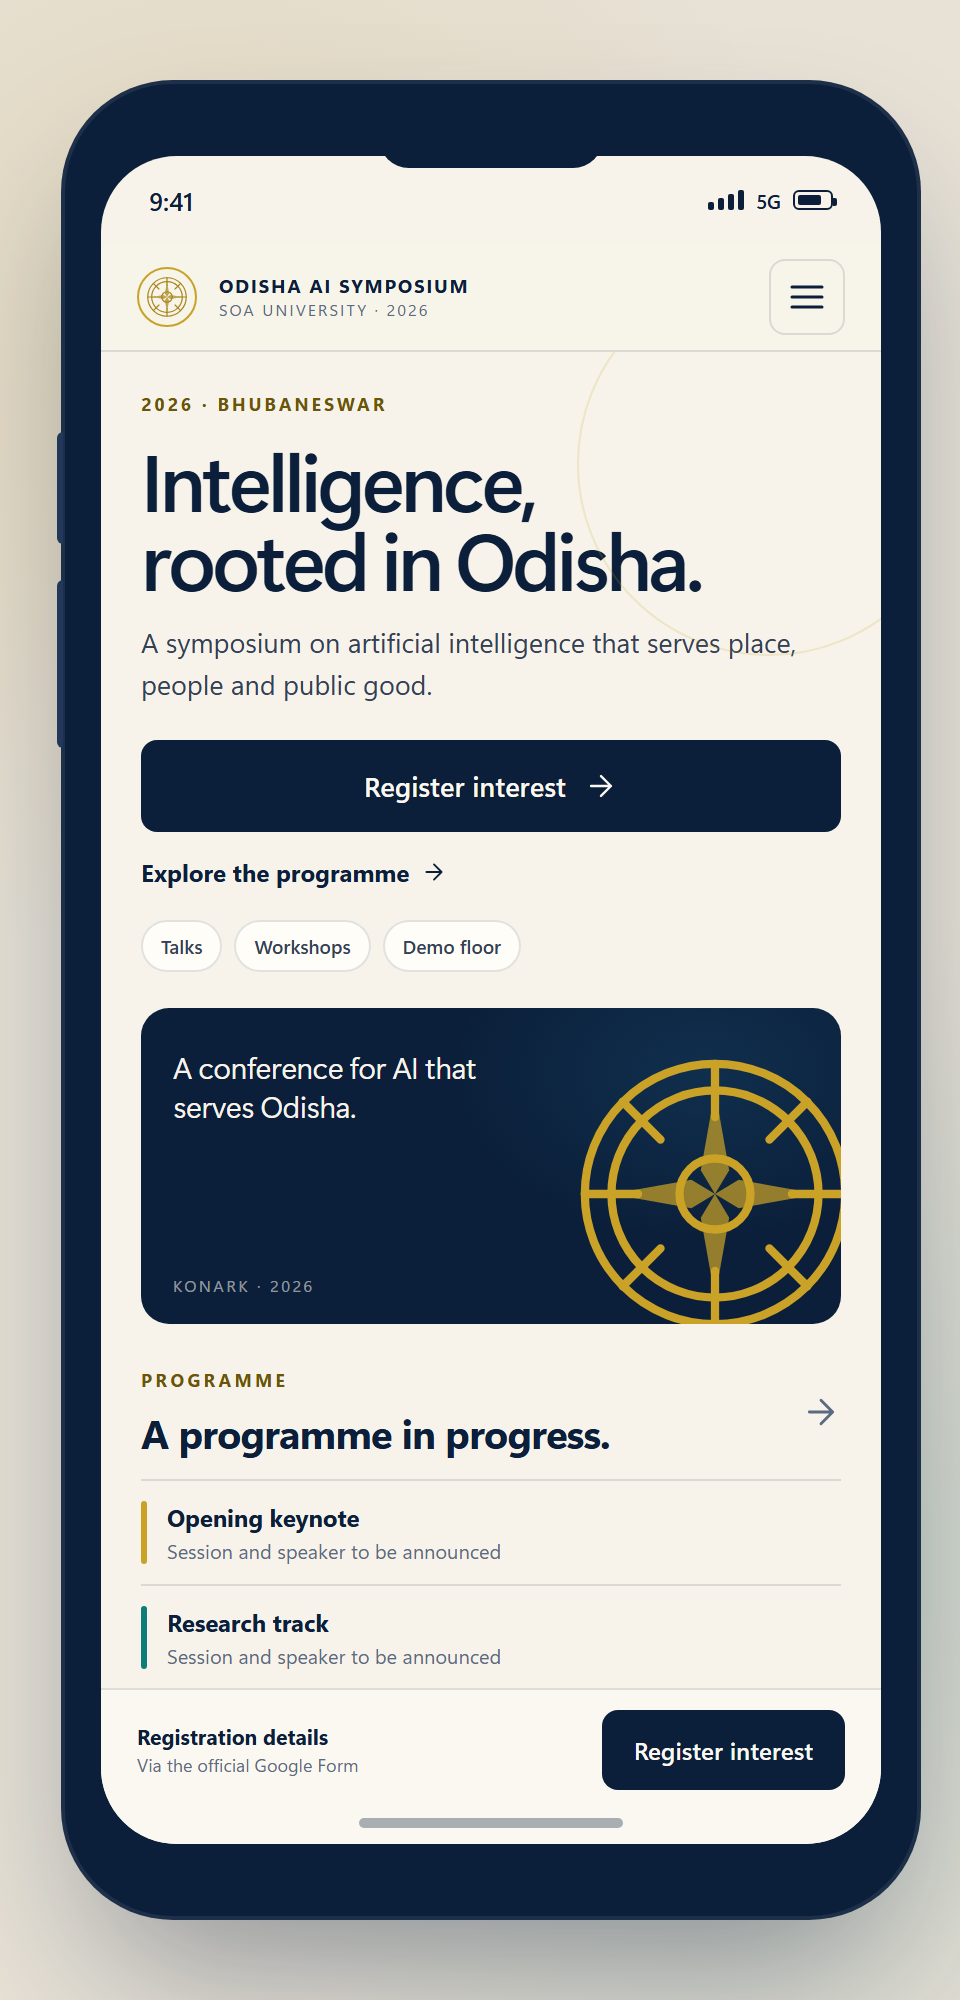 9:41
5G
ODISHA AI SYMPOSIUM
SOA UNIVERSITY · 2026
2026 · BHUBANESWAR
Intelligence,
rooted in Odisha.
A symposium on artificial intelligence that serves place,
people and public good.
Register interest
Explore the programme
Talks
Workshops
Demo floor
A conference for AI that
serves Odisha.
KONARK · 2026
PROGRAMME
A programme in progress.
Opening keynote
Session and speaker to be announced
Research track
Session and speaker to be announced
Registration details
Via the official Google Form
Register interest